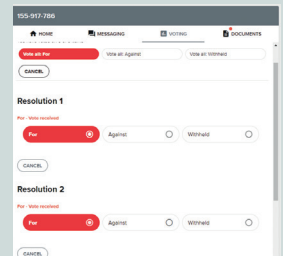 155-917-786
HOME MESSAGING VOTING DOCUMENTS
Vote all: For Vote all: Against Vote all: Withheld
CANCEL
Resolution 1
For - Vote received
For Against Withheld
CANCEL
Resolution 2
For - Vote received
For Against Withheld
CANCEL